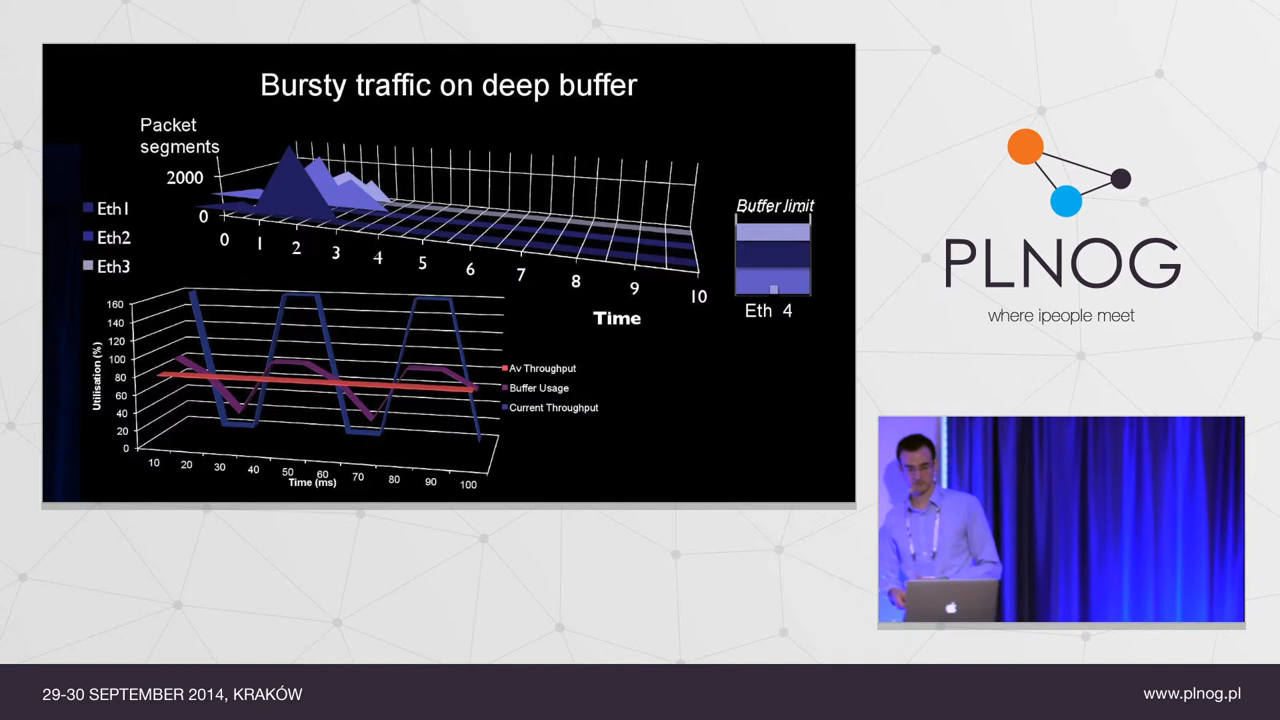 Bursty traffic on deep buffer
Packet
segments
2000
0
Eth1
Eth2
Eth3
0 1 2 3 4 5 6 7 8 9 10
Time
Buffer limit
Eth 4
160
140
120
100
80
60
40
20
0
Utilisation (%)
10 20 30 40 50 60 70 80 90 100
Time (ms)
Av Throughput
Buffer Usage
Current Throughput
PLNOG
where ipeople meet
29-30 SEPTEMBER 2014, KRAKÓW
www.plnog.pl